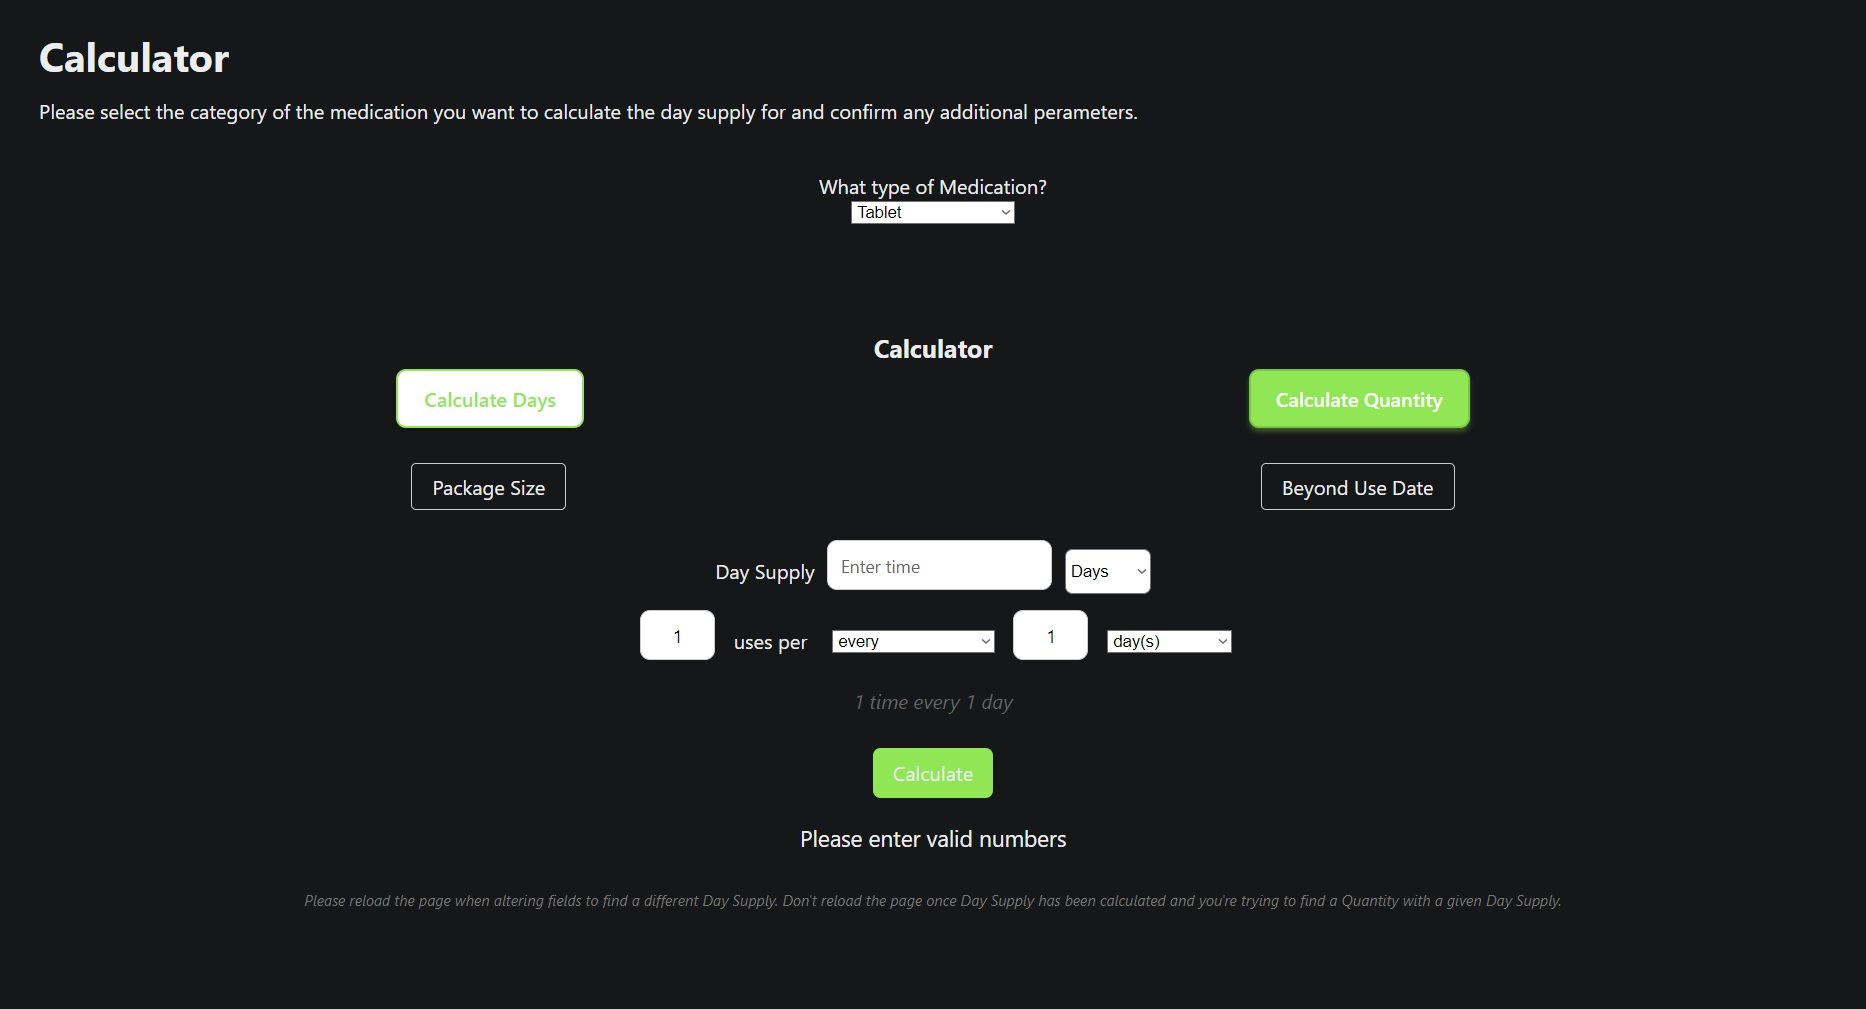 Calculator
Please select the category of the medication you want to calculate the day supply for and confirm any additional perameters.
What type of Medication?
Tablet
Calculator
Calculate Days
Calculate Quantity
Package Size
Beyond Use Date
Day Supply Enter time Days
1 uses per every 1 day(s)
1 time every 1 day
Calculate
Please enter valid numbers
Please reload the page when altering fields to find a different Day Supply. Don't reload the page once Day Supply has been calculated and you're trying to find a Quantity with a given Day Supply.